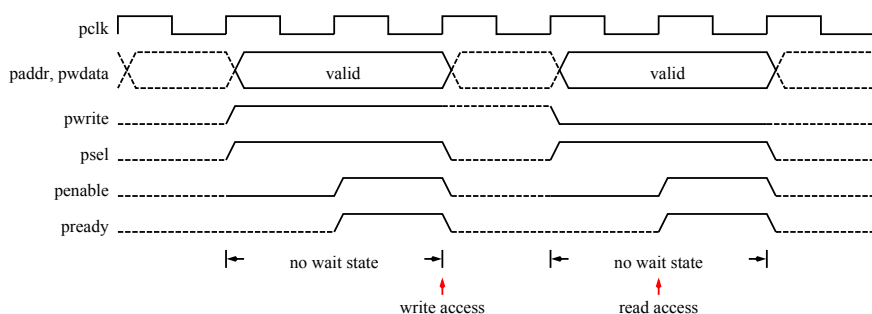 pclk
paddr, pwdata valid valid
pwrite
psel
penable
pready
no wait state no wait state
write access read access